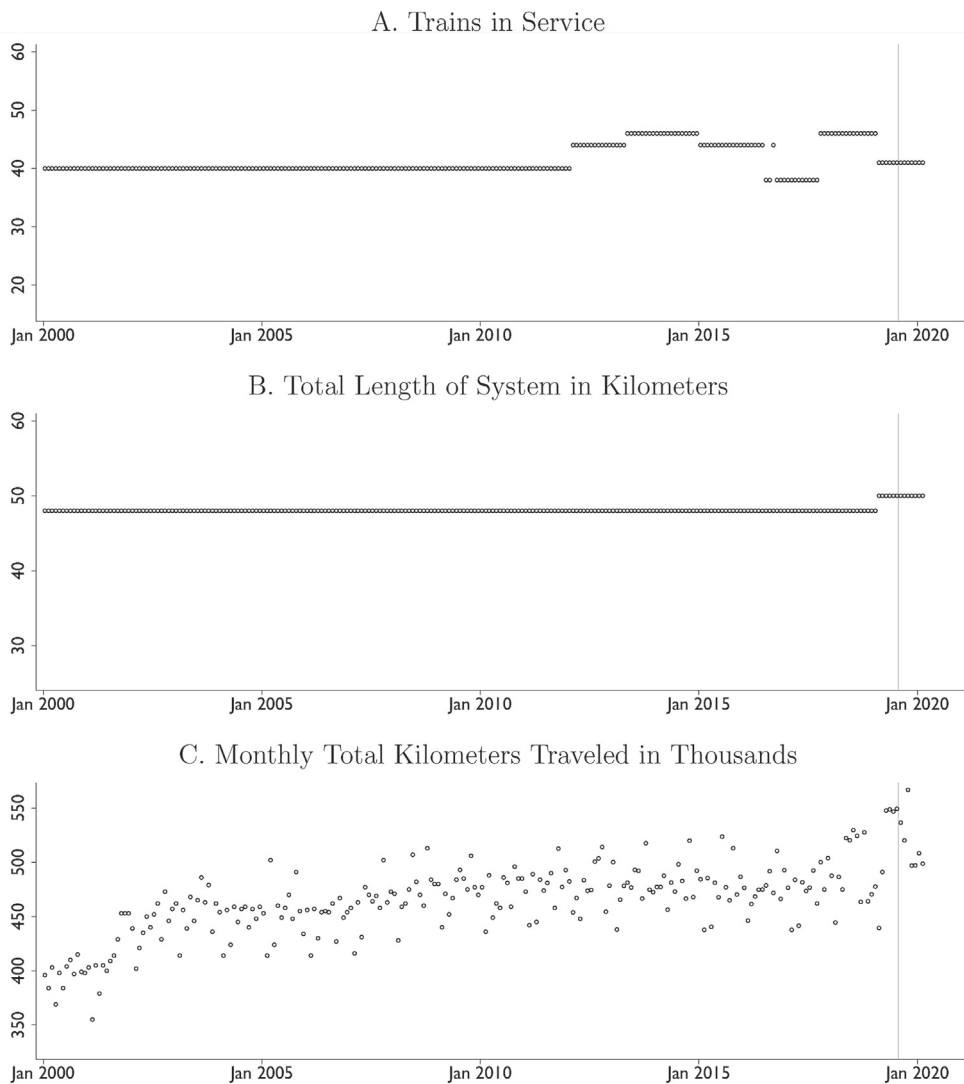 A. Trains in Service
60
50
40
30
20
Jan 2000 Jan 2005 Jan 2010 Jan 2015 Jan 2020
B. Total Length of System in Kilometers
60
50
40
30
Jan 2000 Jan 2005 Jan 2010 Jan 2015 Jan 2020
C. Monthly Total Kilometers Traveled in Thousands
550
500
450
400
350
Jan 2000 Jan 2005 Jan 2010 Jan 2015 Jan 2020